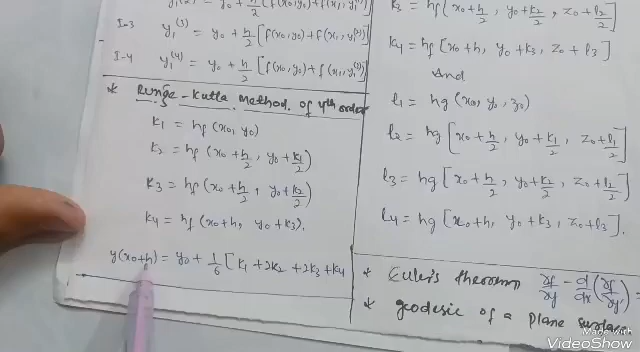 I-3 y₁⁽³⁾ = y₀ + h/2 [f(x₀,y₀)+f(x₁,y₁⁽²⁾)]
I-4 y₁⁽⁴⁾ = y₀ + h/2 [f(x₀,y₀)+f(x₁,y₁⁽³⁾)]
* Runge-Kutta Method of 4th order
k₁ = hf(x₀,y₀)
k₂ = hf(x₀+h/2, y₀+k₁/2)
k₃ = hf(x₀+h/2, y₀+k₂/2)
k₄ = hf(x₀+h, y₀+k₃).
y(x₀+h) = y₀ + 1/6 [k₁ + 2k₂ + 2k₃ + k₄
k₃ = hf[x₀+h/2, y₀+k₂/2, z₀+l₂/2]
k₄ = hf[x₀+h, y₀+k₃, z₀+l₃]
And
l₁ = hg(x₀, y₀, z₀)
l₂ = hg[x₀+h/2, y₀+k₁/2, z₀+l₁/2]
l₃ = hg[x₀+h/2, y₀+k₂/2, z₀+l₂/2]
l₄ = hg[x₀+h, y₀+k₃, z₀+l₃].
* Euler's theorem ∂f/∂y - d/dx(∂f/∂y'
* geodesic of a plane surface
Made with
VideoShow